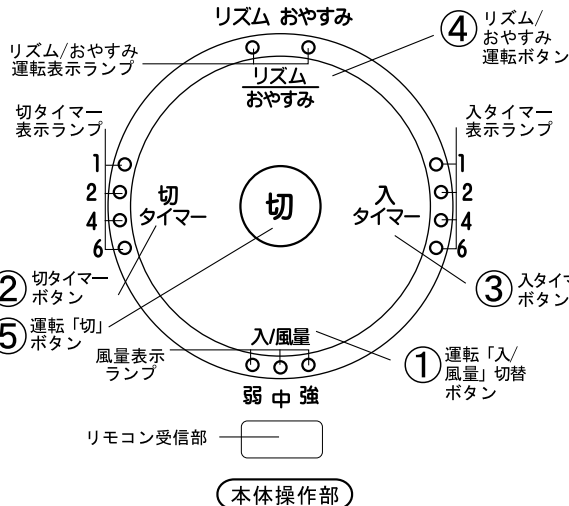 リズム おやすみ
④ リズム/
おやすみ
運転ボタン
リズム/おやすみ
運転表示ランプ
リズム
おやすみ
切タイマー
表示ランプ
入タイマー
表示ランプ
1
2
4
6
切
タイマー
切
入
タイマー
1
2
4
6
② 切タイマー
ボタン
③ 入タイマ
ボタン
⑤ 運転「切」
ボタン
入/風量
風量表示
ランプ
① 運転「入/
風量」切替
ボタン
弱 中 強
リモコン受信部
本体操作部